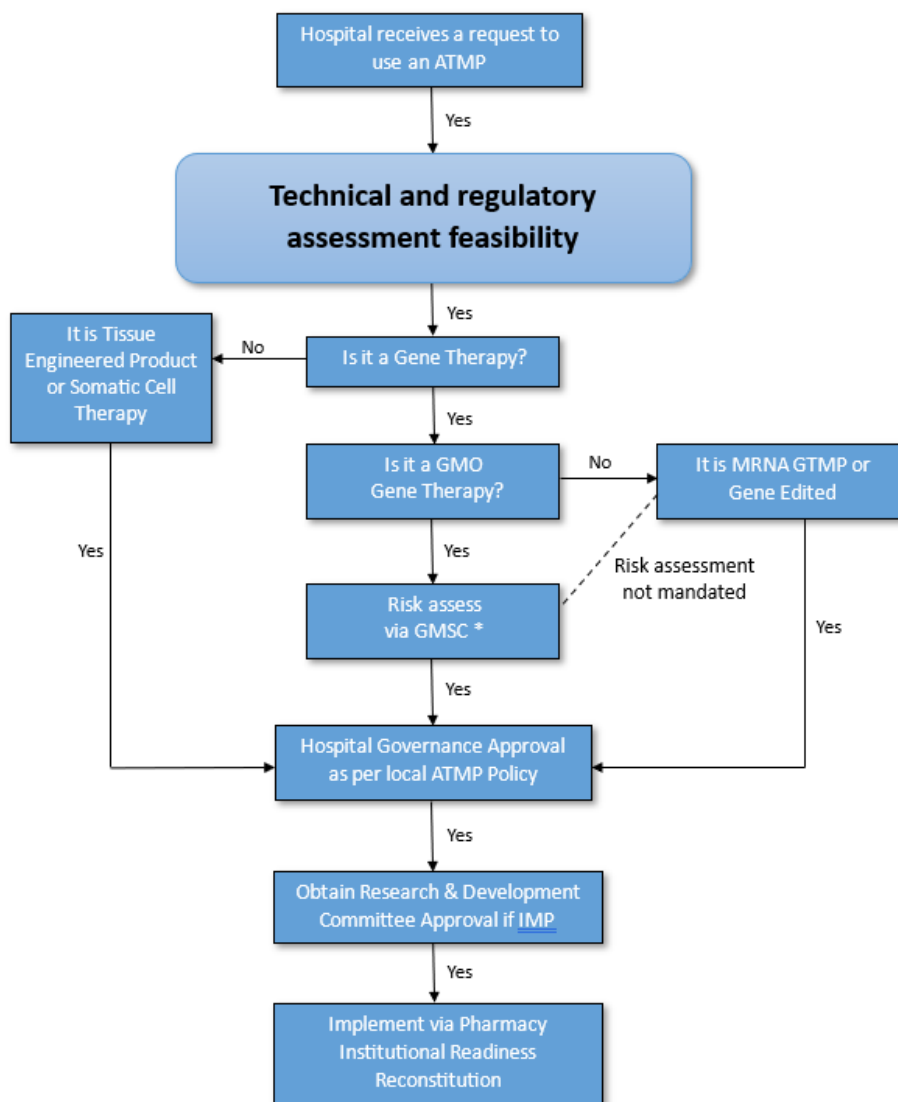 Hospital receives a request to
use an ATMP
Yes
Technical and regulatory
assessment feasibility
Yes
It is Tissue
Engineered Product
or Somatic Cell
Therapy
No
Is it a Gene Therapy?
Yes
Is it a GMO
Gene Therapy?
No
It is MRNA GTMP or
Gene Edited
Yes
Yes
Risk assessment
not mandated
Risk assess
via GMSC *
Yes
Yes
Hospital Governance Approval
as per local ATMP Policy
Yes
Obtain Research & Development
Committee Approval if IMP
Yes
Implement via Pharmacy
Institutional Readiness
Reconstitution